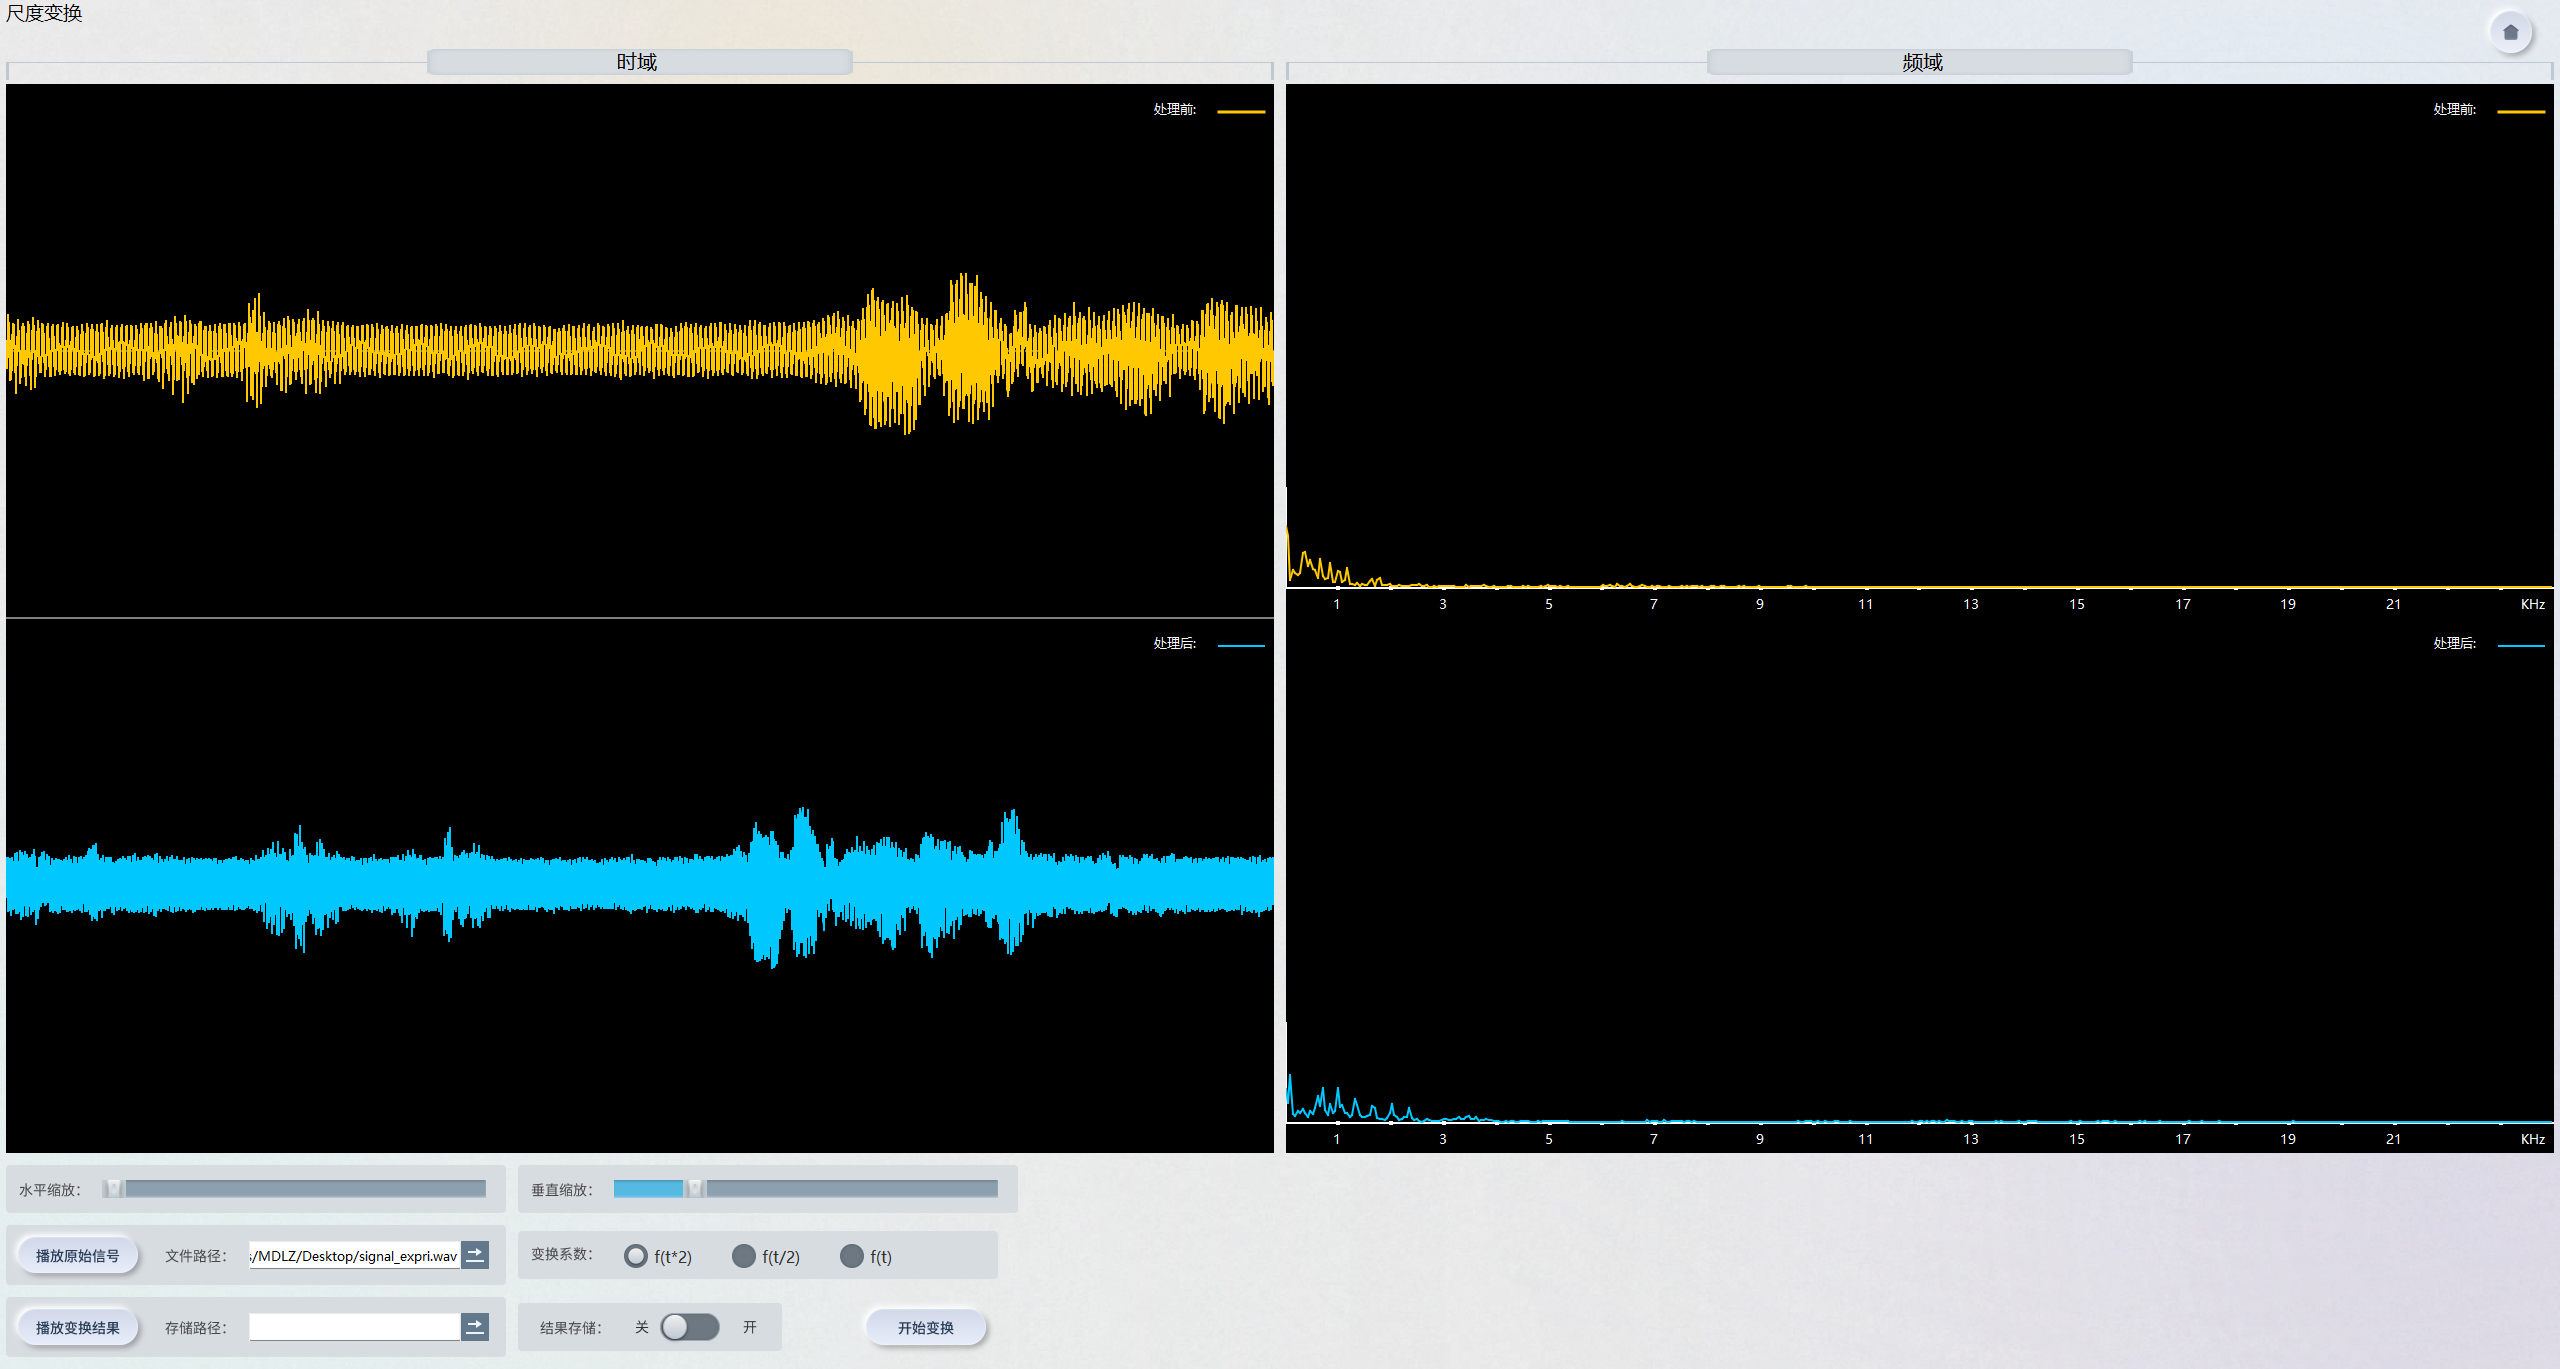 尺度变换
时域
频域
处理前:
处理前:
1 3 5 7 9 11 13 15 17 19 21 KHz
处理后:
处理后:
1 3 5 7 9 11 13 15 17 19 21 KHz
水平缩放:
垂直缩放:
播放原始信号 文件路径: s/MDLZ/Desktop/signal_expri.wav
变换系数: f(t*2) f(t/2) f(t)
播放变换结果 存储路径:
结果存储: 关 开
开始变换